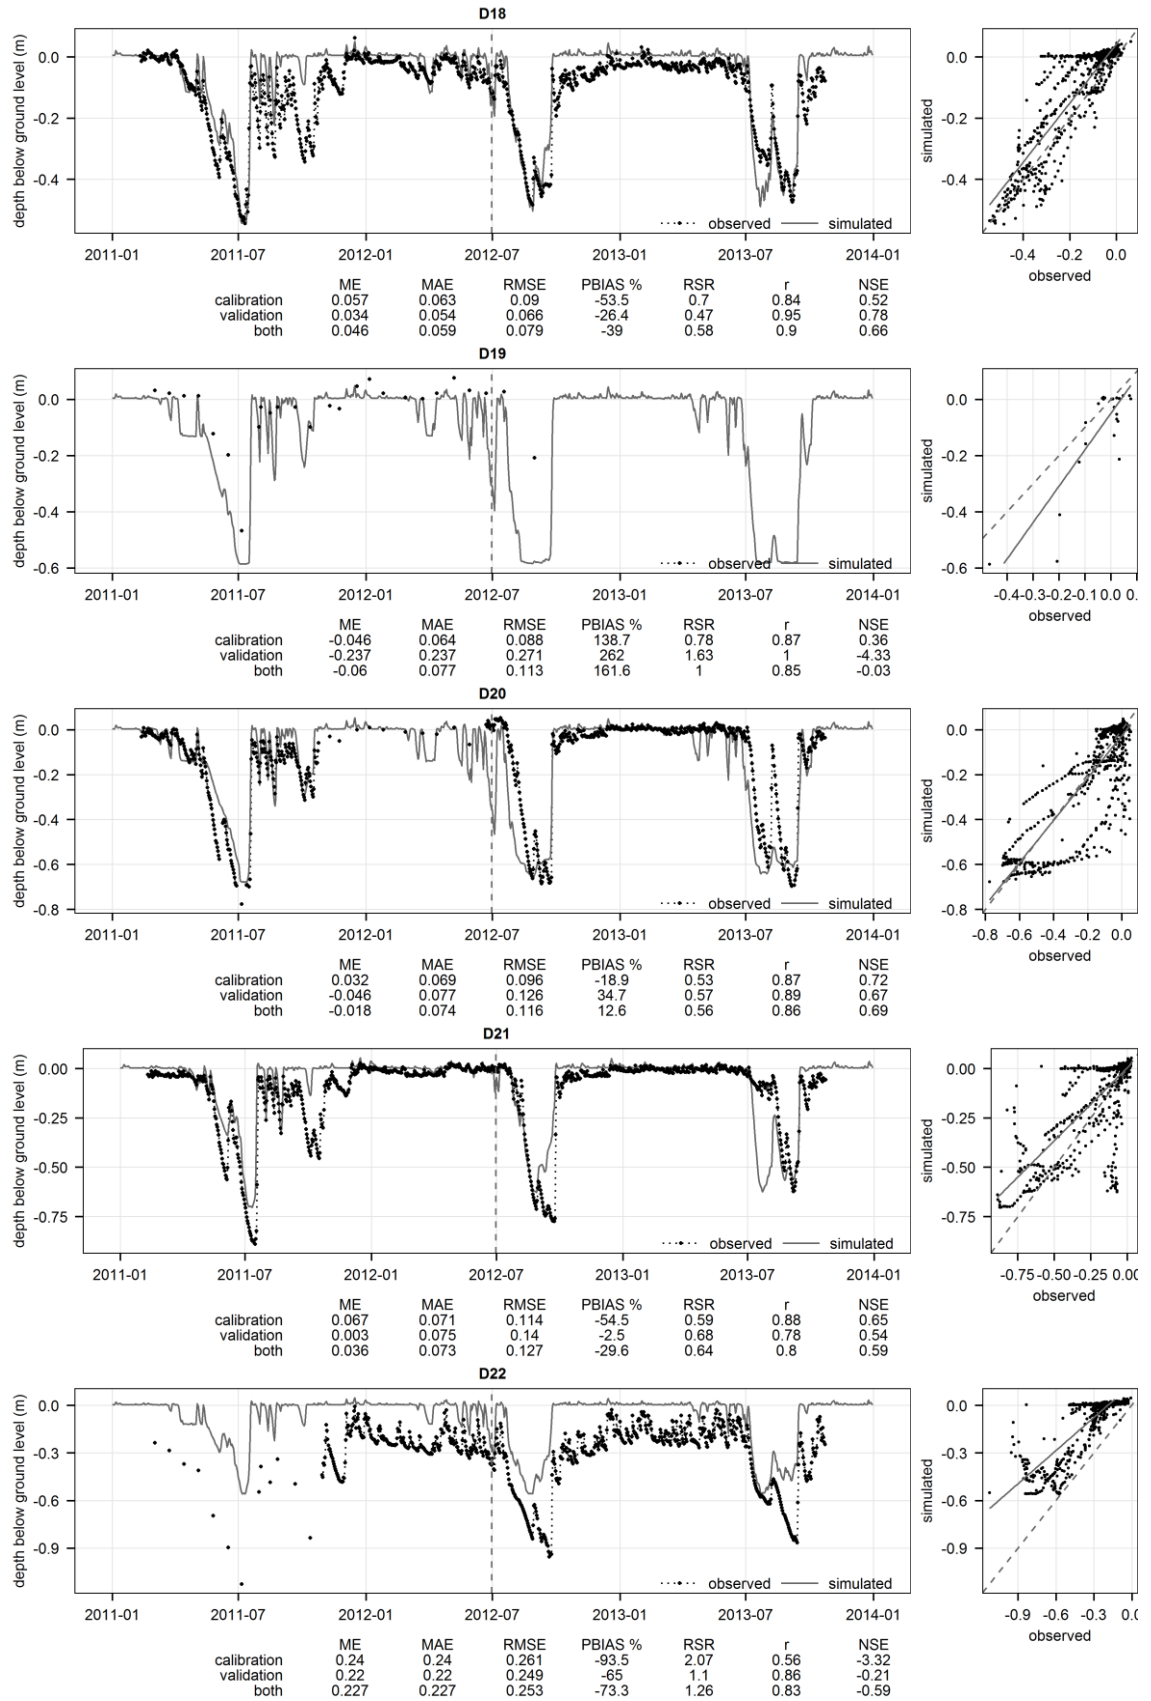 D18
depth below ground level (m)
0.0
-0.2
-0.4
observed simulated
2011-01 2011-07 2012-01 2012-07 2013-01 2013-07 2014-01
simulated
0.0
-0.2
-0.4
-0.4 -0.2 0.0
observed
ME MAE RMSE PBIAS % RSR r NSE
calibration 0.057 0.063 0.09 -53.5 0.7 0.84 0.52
validation 0.034 0.054 0.066 -26.4 0.47 0.95 0.78
both 0.046 0.059 0.079 -39 0.58 0.9 0.66
D19
depth below ground level (m)
0.0
-0.2
-0.4
-0.6
observed simulated
2011-01 2011-07 2012-01 2012-07 2013-01 2013-07 2014-01
simulated
0.0
-0.2
-0.4
-0.6
-0.4 -0.3 -0.2 -0.1 0.0 0.
observed
ME MAE RMSE PBIAS % RSR r NSE
calibration -0.046 0.064 0.088 138.7 0.78 0.87 0.36
validation -0.237 0.237 0.271 262 1.63 1 -4.33
both -0.06 0.077 0.113 161.6 1 0.85 -0.03
D20
depth below ground level (m)
0.0
-0.2
-0.4
-0.6
-0.8
observed simulated
2011-01 2011-07 2012-01 2012-07 2013-01 2013-07 2014-01
simulated
0.0
-0.2
-0.4
-0.6
-0.8
-0.8 -0.6 -0.4 -0.2 0.0
observed
ME MAE RMSE PBIAS % RSR r NSE
calibration 0.032 0.069 0.096 -18.9 0.53 0.87 0.72
validation -0.046 0.077 0.126 34.7 0.57 0.89 0.67
both -0.018 0.074 0.116 12.6 0.56 0.86 0.69
D21
depth below ground level (m)
0.00
-0.25
-0.50
-0.75
observed simulated
2011-01 2011-07 2012-01 2012-07 2013-01 2013-07 2014-01
simulated
0.00
-0.25
-0.50
-0.75
-0.75 -0.50 -0.25 0.00
observed
ME MAE RMSE PBIAS % RSR r NSE
calibration 0.067 0.071 0.114 -54.5 0.59 0.88 0.65
validation 0.003 0.075 0.14 -2.5 0.68 0.78 0.54
both 0.036 0.073 0.127 -29.6 0.64 0.8 0.59
D22
depth below ground level (m)
0.0
-0.3
-0.6
-0.9
observed simulated
2011-01 2011-07 2012-01 2012-07 2013-01 2013-07 2014-01
simulated
0.0
-0.3
-0.6
-0.9
-0.9 -0.6 -0.3 0.0
observed
ME MAE RMSE PBIAS % RSR r NSE
calibration 0.24 0.24 0.261 -93.5 2.07 0.56 -3.32
validation 0.22 0.22 0.249 -65 1.1 0.86 -0.21
both 0.227 0.227 0.253 -73.3 1.26 0.83 -0.59